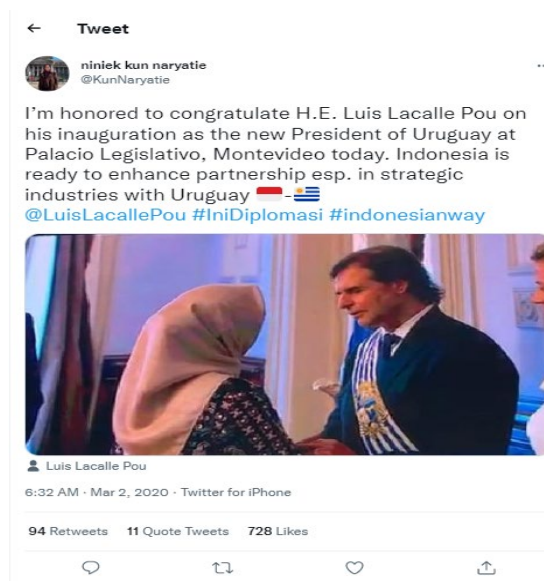 Tweet
niniek kun naryatie
@KunNaryatie
I'm honored to congratulate H.E. Luis Lacalle Pou on
his inauguration as the new President of Uruguay at
Palacio Legislativo, Montevideo today. Indonesia is
ready to enhance partnership esp. in strategic
industries with Uruguay 🇮🇩-🇺🇾
@LuisLacallePou #IniDiplomasi #indonesianway
Luis Lacalle Pou
6:32 AM · Mar 2, 2020 · Twitter for iPhone
94 Retweets 11 Quote Tweets 728 Likes